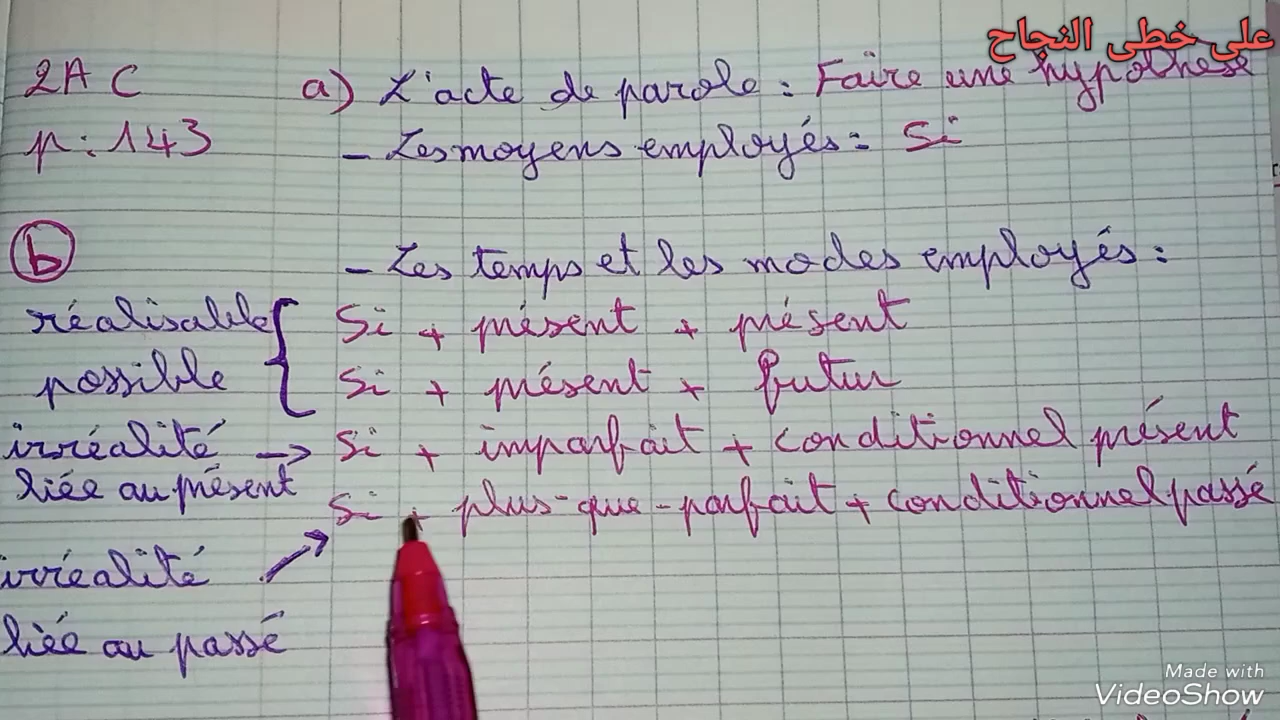 على خطى النجاح
2AC a) L'acte de parole : Faire une hypothèse
p : 143 - Les moyens employés : Si
b - Les temps et les modes employés :
réalisable Si + présent + présent
possible Si + présent + futur
irréalité → Si + imparfait + conditionnel présent
liée au présent
Si + plus-que-parfait + conditionnel passé
irréalité
liée au passé
Made with
VideoShow